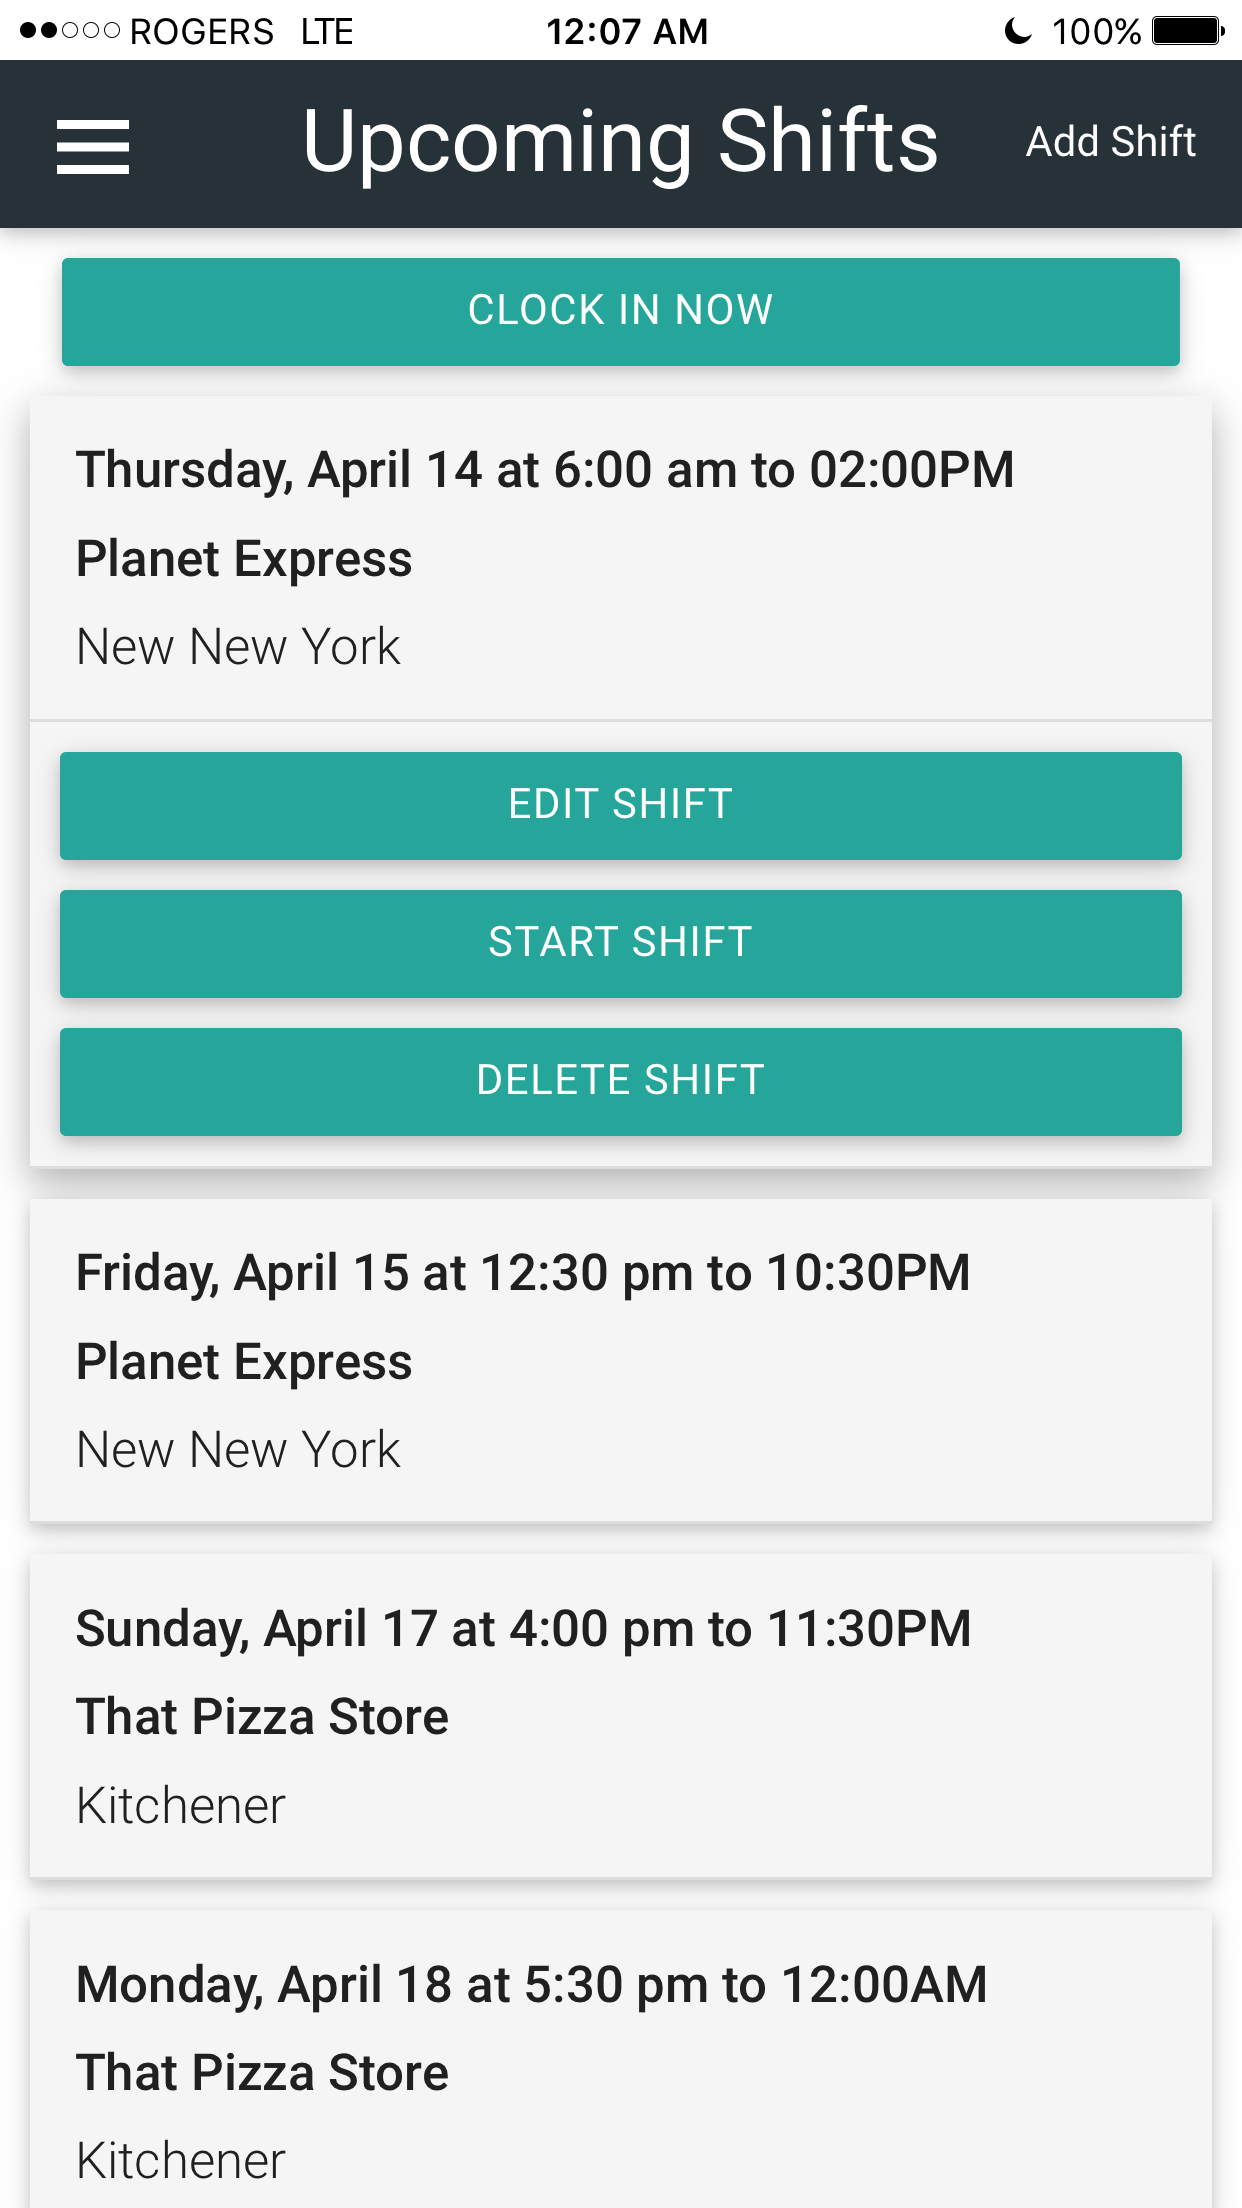 ROGERS LTE 12:07 AM 100%
Upcoming Shifts Add Shift
CLOCK IN NOW
Thursday, April 14 at 6:00 am to 02:00PM
Planet Express
New New York
EDIT SHIFT
START SHIFT
DELETE SHIFT
Friday, April 15 at 12:30 pm to 10:30PM
Planet Express
New New York
Sunday, April 17 at 4:00 pm to 11:30PM
That Pizza Store
Kitchener
Monday, April 18 at 5:30 pm to 12:00AM
That Pizza Store
Kitchener